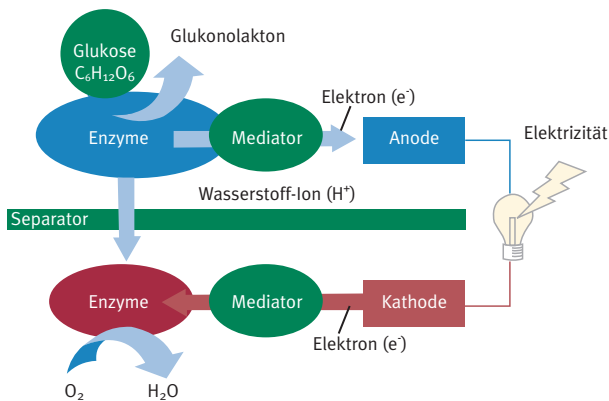 Glukose
C₆H₁₂O₆
Glukonolakton
Enzyme
Mediator
Elektron (e⁻)
Anode
Elektrizität
Wasserstoff-Ion (H⁺)
Separator
Enzyme
Mediator
Kathode
Elektron (e⁻)
O₂
H₂O